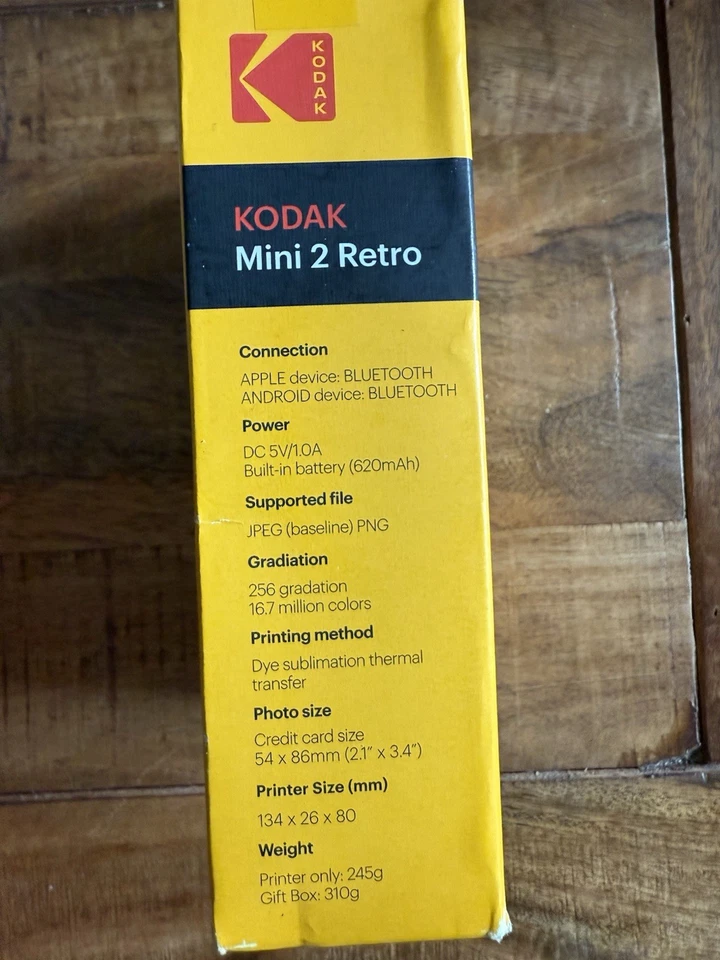 KODAK
KODAK
Mini 2 Retro
Connection
APPLE device: BLUETOOTH
ANDROID device: BLUETOOTH
Power
DC 5V/1.0A
Built-in battery (620mAh)
Supported file
JPEG (baseline) PNG
Gradiation
256 gradation
16.7 million colors
Printing method
Dye sublimation thermal
transfer
Photo size
Credit card size
54 x 86mm (2.1” x 3.4”)
Printer Size (mm)
134 x 26 x 80
Weight
Printer only: 245g
Gift Box: 310g